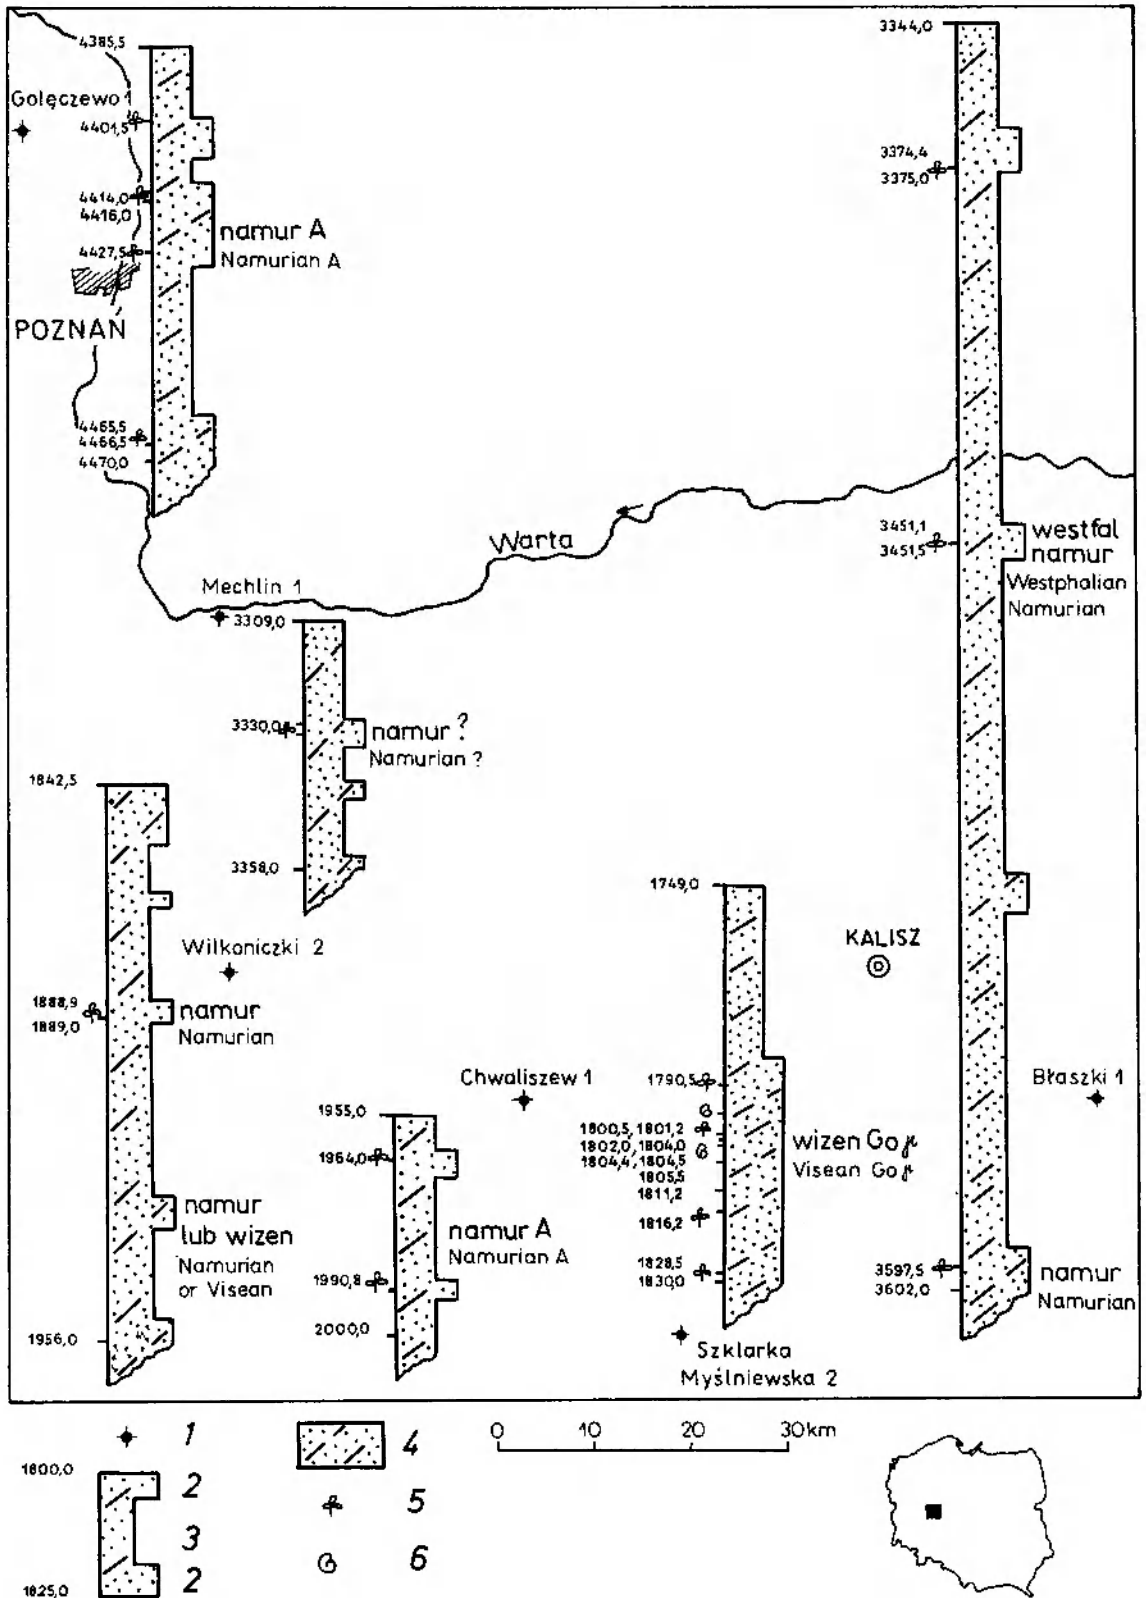 4385,5
Golęczewo 1
4401,5
4414,0
4416,0
4427,5
namur A
Namurian A
POZNAŃ
4465,5
4466,5
4470,0
3344,0
3374,4
3375,0
3451,1
3451,5
westfal
namur
Westphalian
Namurian
Warta
Mechlin 1
3309,0
3330,0
namur ?
Namurian ?
3358,0
1842,5
Wilkoniczki 2
1888,9
1889,0
namur
Namurian
namur
lub wizen
Namurian
or Visean
1956,0
Chwaliszew 1
1955,0
1964,0
namur A
Namurian A
1990,8
2000,0
1749,0
KALISZ
1790,5
1800,5, 1801,2
1802,0, 1804,0
1804,4, 1804,5
1805,5
1811,2
1816,2
1828,5
1830,0
wizen Go
Visean Go
Szklarka
Myślniewska 2
Błaszki 1
3597,5
3602,0
namur
Namurian
1
1800,0
2
3
2
1825,0
4
5
6
0 10 20 30km